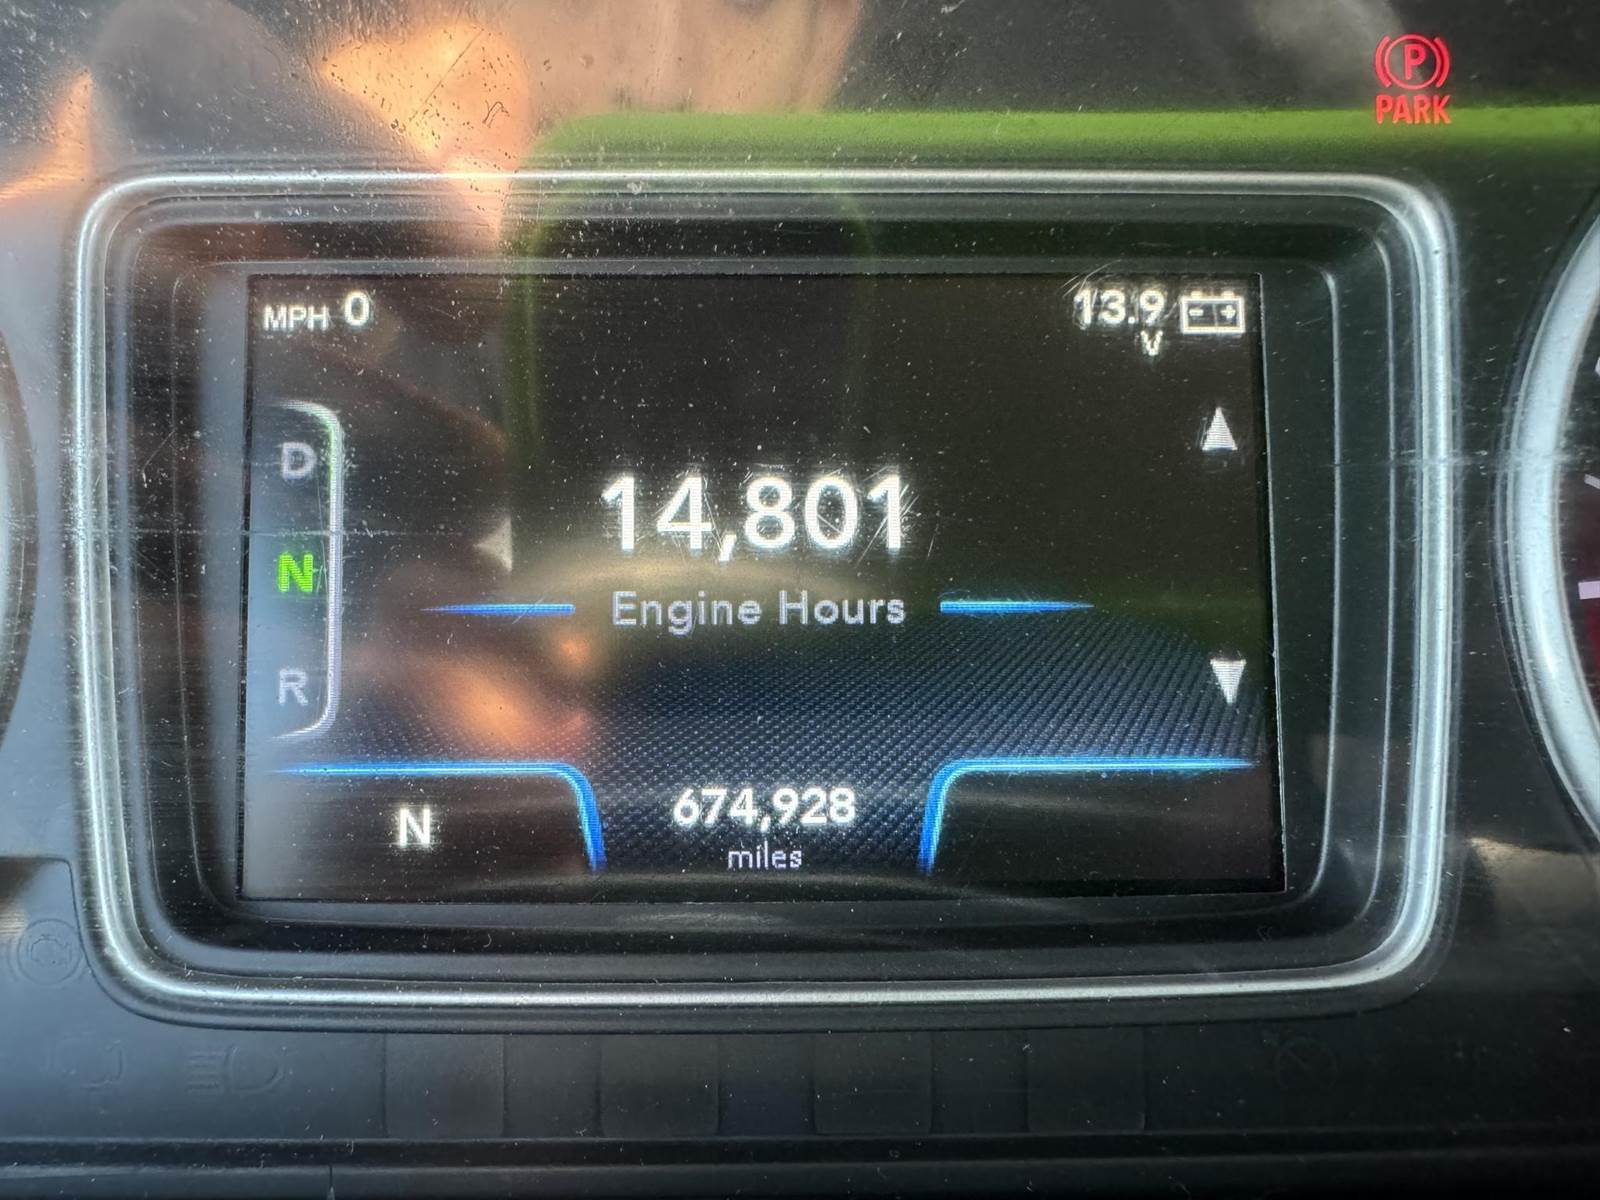 P
PARK
MPH 0
13.9
V
D
14,801
N
Engine Hours
R
674,928
miles
N